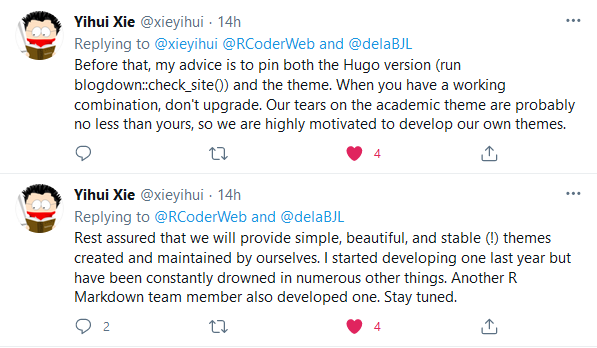 Yihui Xie @xieyihui · 14h
Replying to @xieyihui @RCoderWeb and @delaBJL
Before that, my advice is to pin both the Hugo version (run
blogdown::check_site()) and the theme. When you have a working
combination, don't upgrade. Our tears on the academic theme are probably
no less than yours, so we are highly motivated to develop our own themes.
4
Yihui Xie @xieyihui · 14h
Replying to @RCoderWeb and @delaBJL
Rest assured that we will provide simple, beautiful, and stable (!) themes
created and maintained by ourselves. I started developing one last year but
have been constantly drowned in numerous other things. Another R
Markdown team member also developed one. Stay tuned.
2 4